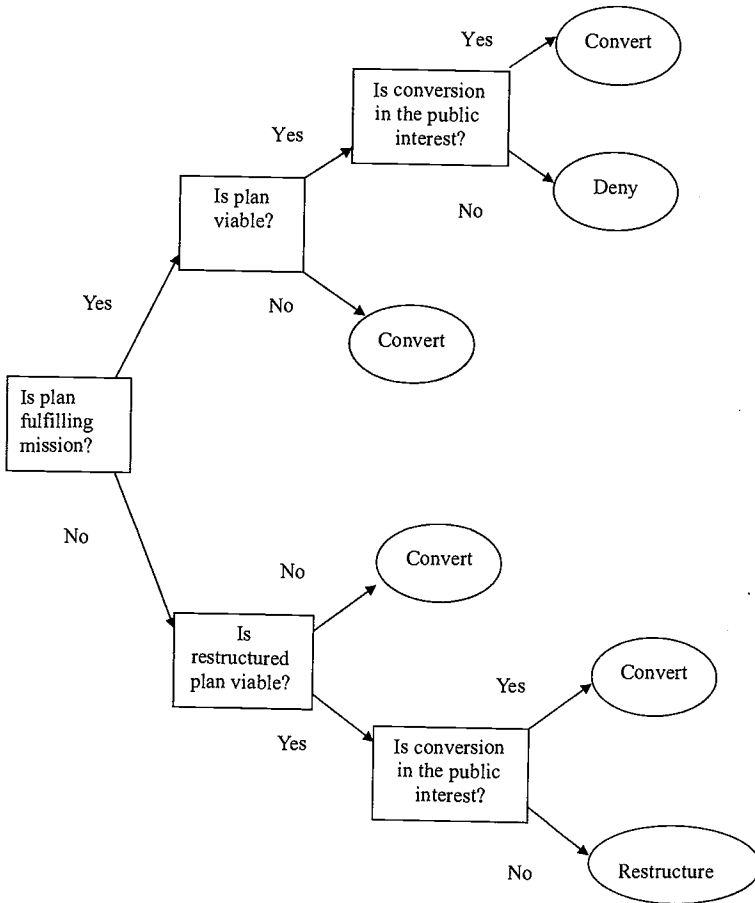 Yes
Convert
Is conversion
in the public
interest?
Yes
No
Deny
Is plan
viable?
Yes
No
Convert
Is plan
fulfilling
mission?
No
No
Convert
Is
restructured
plan viable?
Yes
Yes
Convert
Is conversion
in the public
interest?
No
Restructure